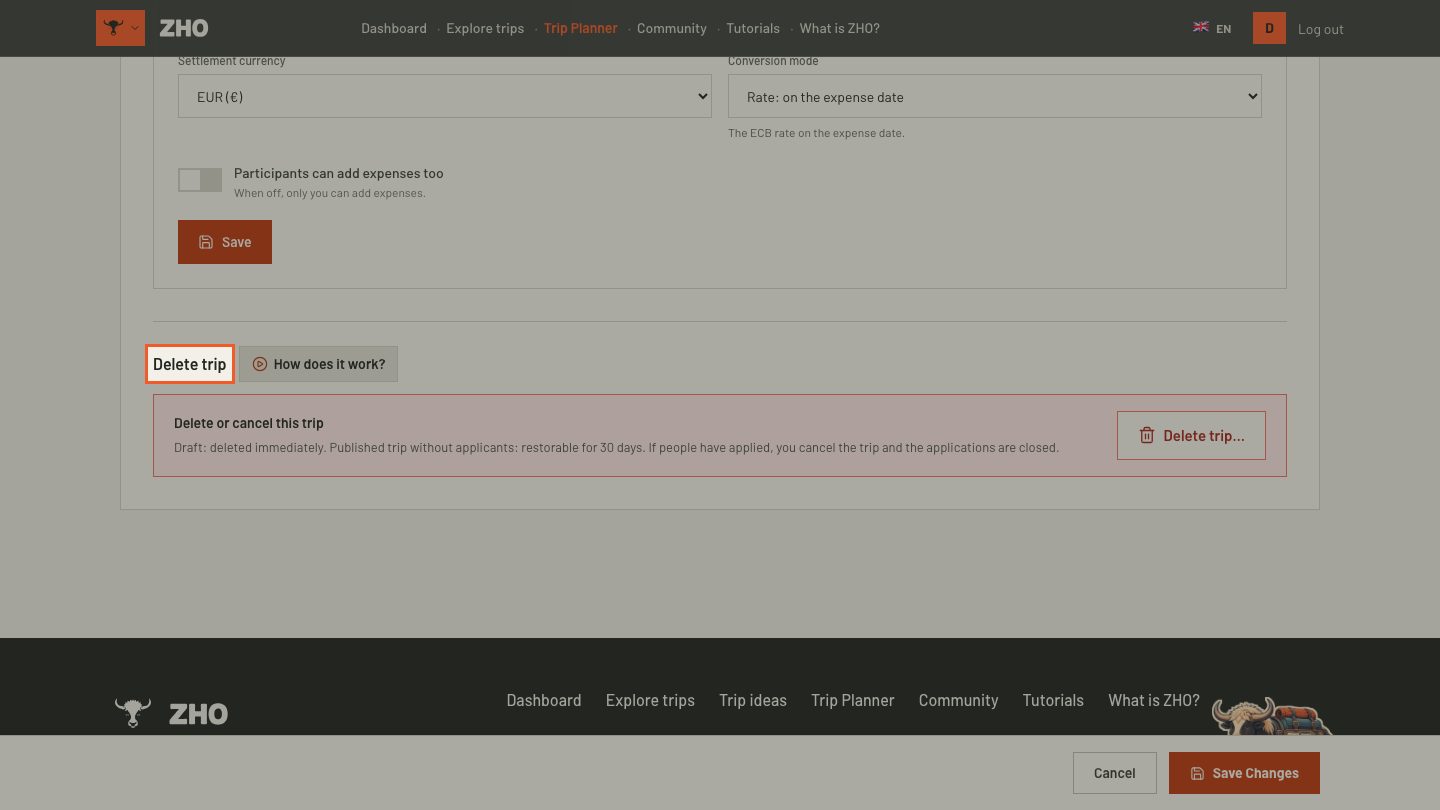 ZHO
Dashboard · Explore trips · Trip Planner · Community · Tutorials · What is ZHO?
EN
D
Log out
Settlement currency
Conversion mode
EUR (€)
Rate: on the expense date
The ECB rate on the expense date.
Participants can add expenses too
When off, only you can add expenses.
Save
Delete trip
How does it work?
Delete or cancel this trip
Draft: deleted immediately. Published trip without applicants: restorable for 30 days. If people have applied, you cancel the trip and the applications are closed.
Delete trip...
ZHO
Dashboard Explore trips Trip ideas Trip Planner Community Tutorials What is ZHO?
Cancel
Save Changes